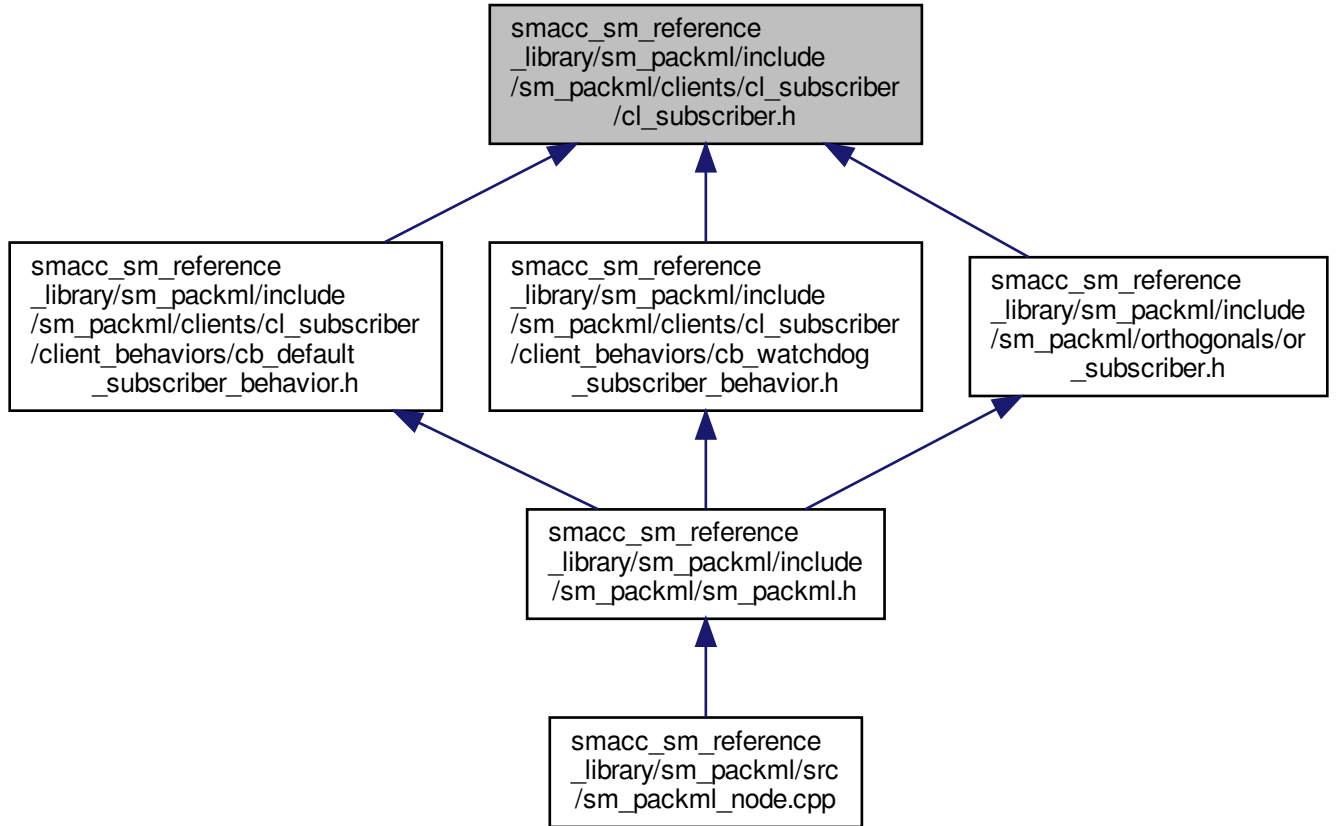 smacc_sm_reference
_library/sm_packml/include
/sm_packml/clients/cl_subscriber
/cl_subscriber.h
smacc_sm_reference
_library/sm_packml/include
/sm_packml/clients/cl_subscriber
/client_behaviors/cb_default
_subscriber_behavior.h
smacc_sm_reference
_library/sm_packml/include
/sm_packml/clients/cl_subscriber
/client_behaviors/cb_watchdog
_subscriber_behavior.h
smacc_sm_reference
_library/sm_packml/include
/sm_packml/orthogonals/or
_subscriber.h
smacc_sm_reference
_library/sm_packml/include
/sm_packml/sm_packml.h
smacc_sm_reference
_library/sm_packml/src
/sm_packml_node.cpp